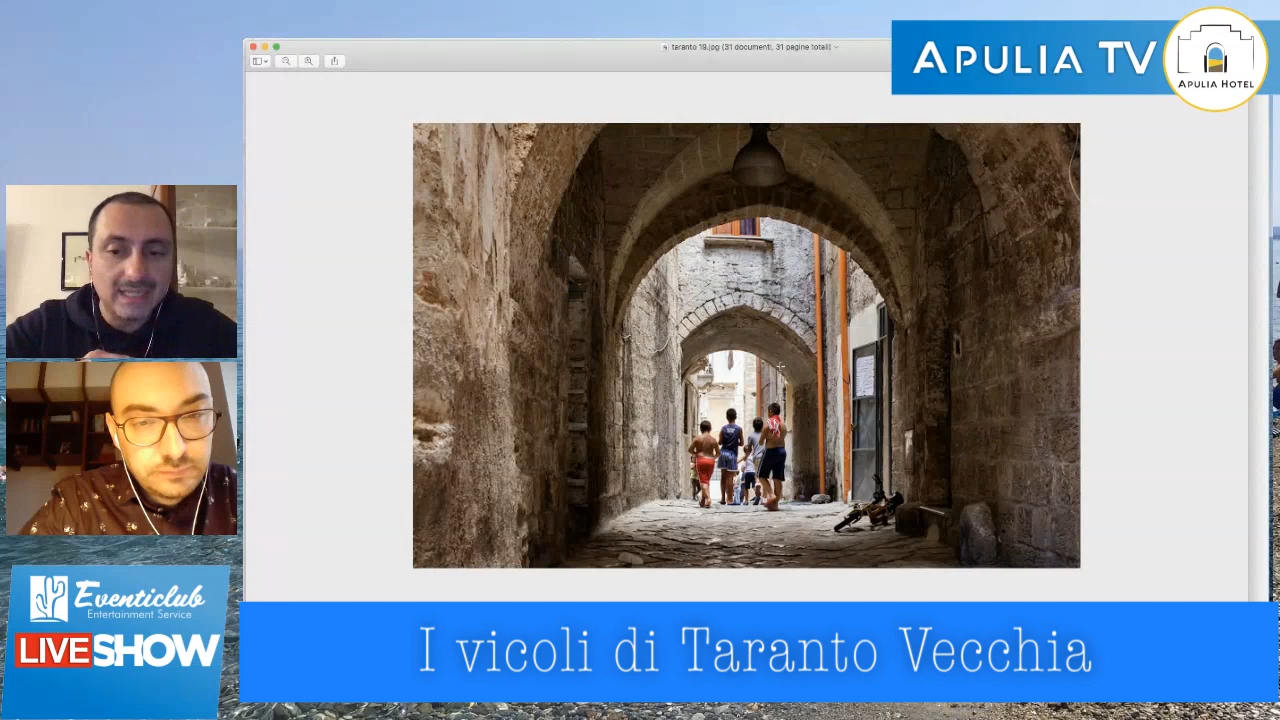 taranto 19.jpg (31 documenti, 31 pagine totali)
APULIA TV
APULIA HOTEL
Eventiclub
Entertainment Service
LIVESHOW
I vicoli di Taranto Vecchia